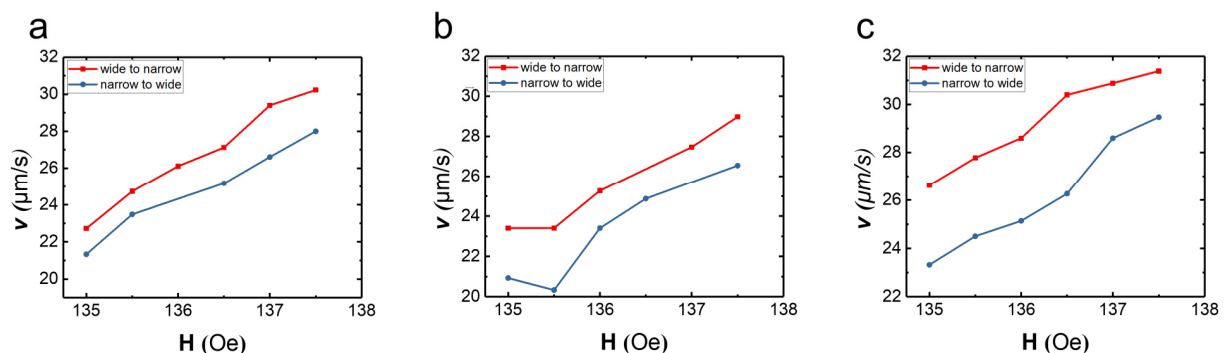 a
32
30
28
26
24
22
20
v (μm/s)
wide to narrow
narrow to wide
135 136 137 138
H (Oe)
b
32
30
28
26
24
22
20
v (μm/s)
wide to narrow
narrow to wide
135 136 137 138
H (Oe)
c
32
30
28
26
24
22
v (μm/s)
wide to narrow
narrow to wide
135 136 137 138
H (Oe)